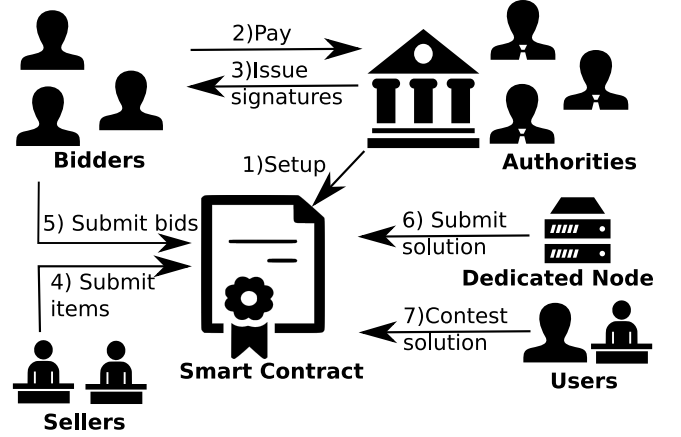 2)Pay
3)Issue
signatures
Bidders
Authorities
1)Setup
5) Submit bids
6) Submit
solution
Dedicated Node
4) Submit
items
7)Contest
solution
Smart Contract
Users
Sellers